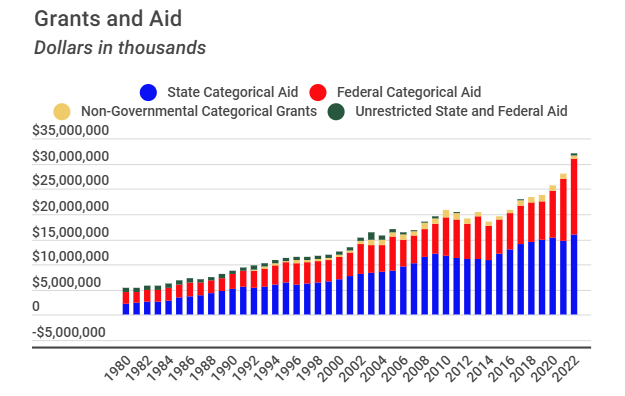 Grants and Aid
Dollars in thousands
State Categorical Aid Federal Categorical Aid
Non-Governmental Categorical Grants Unrestricted State and Federal Aid
$35,000,000
$30,000,000
$25,000,000
$20,000,000
$15,000,000
$10,000,000
$5,000,000
0
-$5,000,000
1980 1982 1984 1986 1988 1990 1992 1994 1996 1998 2000 2002 2004 2006 2008 2010 2012 2014 2016 2018 2020 2022